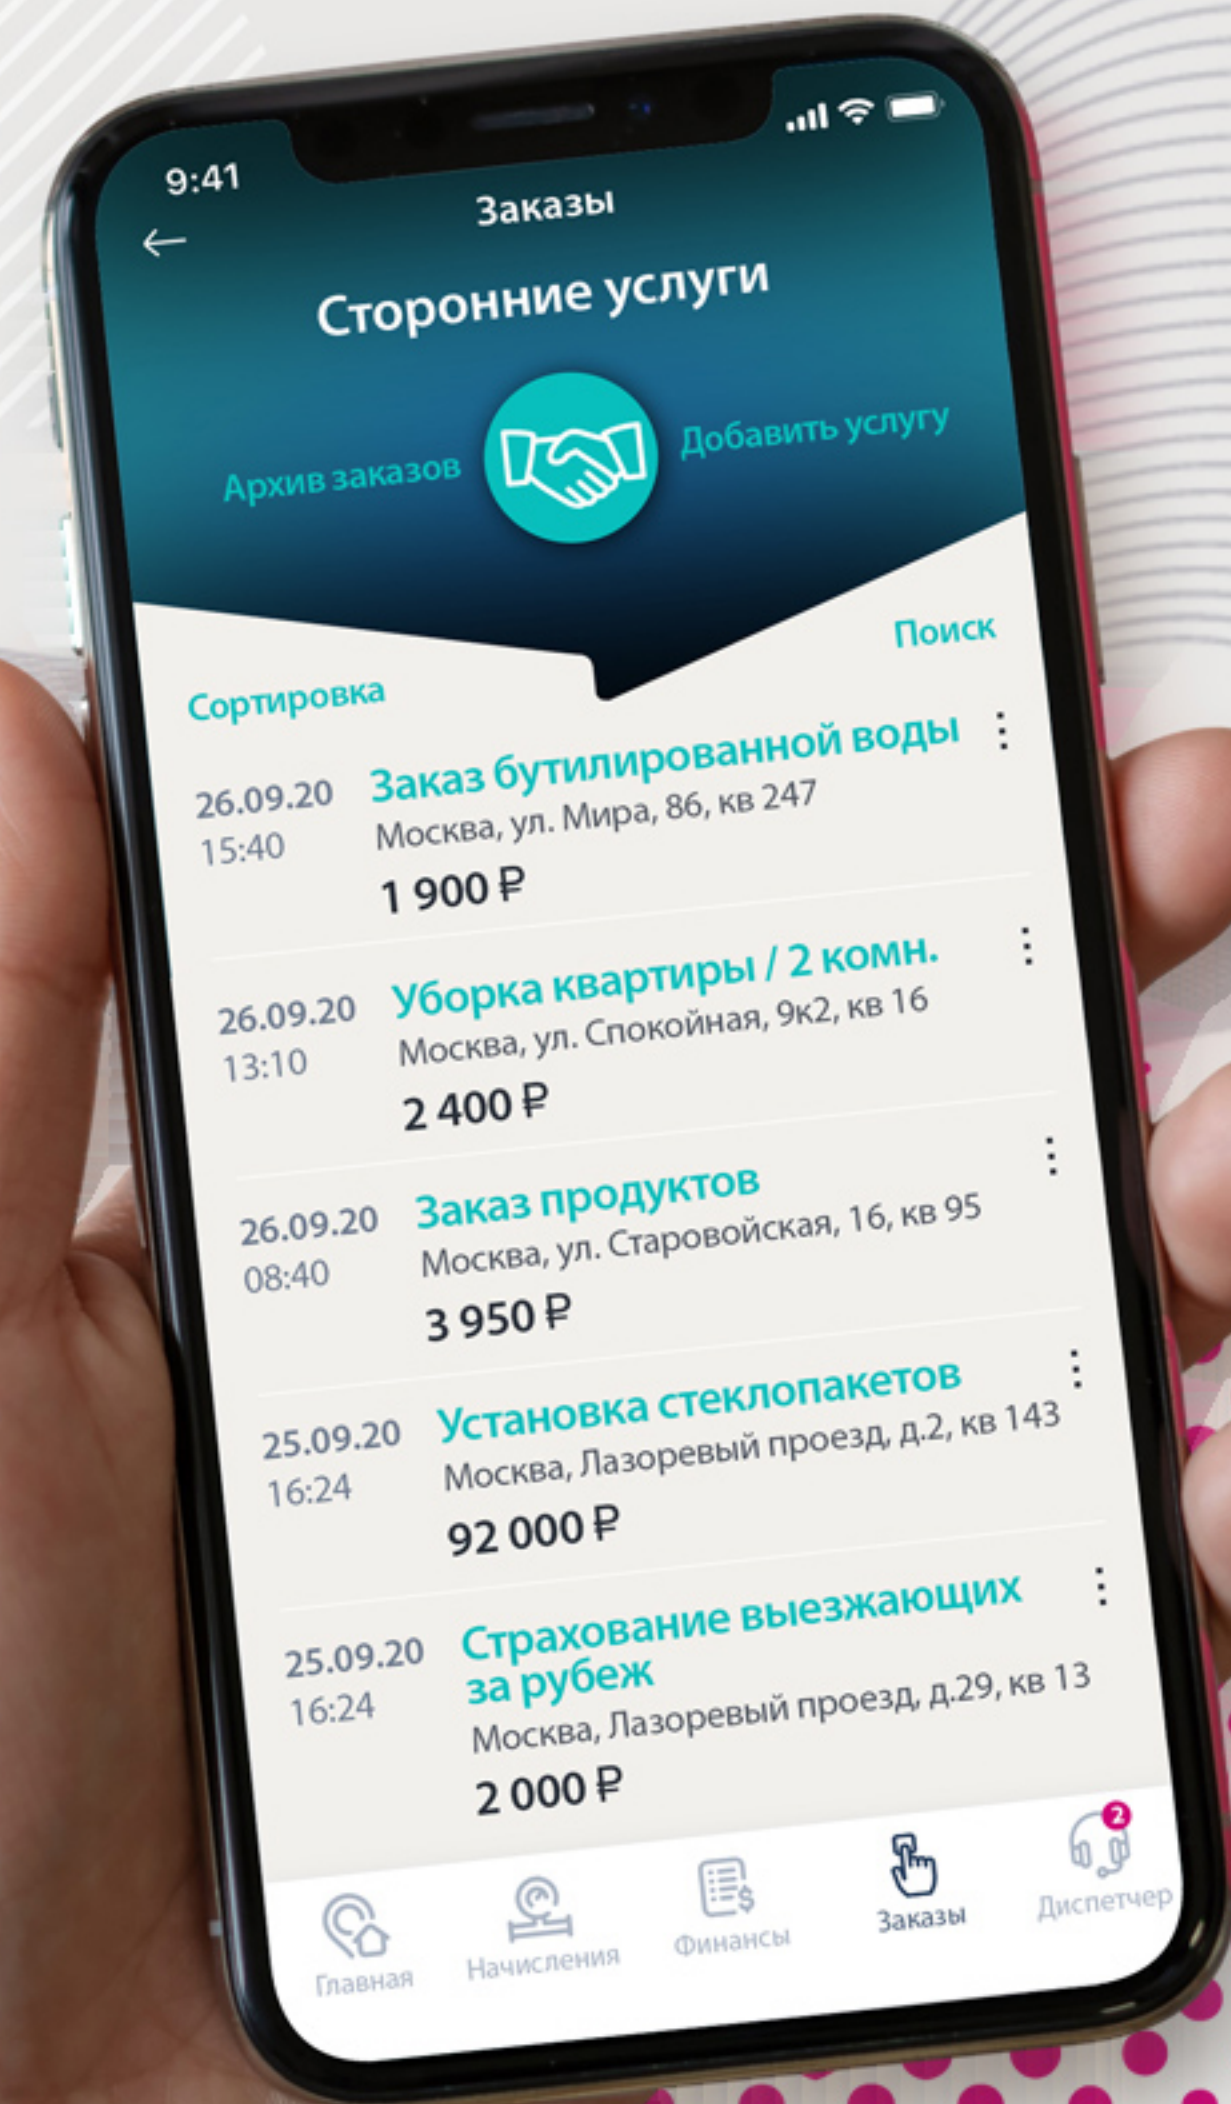 9:41
Заказы
Сторонние услуги
Архив заказов
Добавить услугу
Сортировка
Поиск
26.09.20
15:40
Заказ бутилированной воды
Москва, ул. Мира, 86, кв 247
1 900 ₽
26.09.20
13:10
Уборка квартиры / 2 комн.
Москва, ул. Спокойная, 9к2, кв 16
2 400 ₽
26.09.20
08:40
Заказ продуктов
Москва, ул. Старовойская, 16, кв 95
3 950 ₽
25.09.20
16:24
Установка стеклопакетов
Москва, Лазоревый проезд, д.2, кв 143
92 000 ₽
25.09.20
16:24
Страхование выезжающих
за рубеж
Москва, Лазоревый проезд, д.29, кв 13
2 000 ₽
Главная
Начисления
Финансы
Заказы
2
Диспетчер